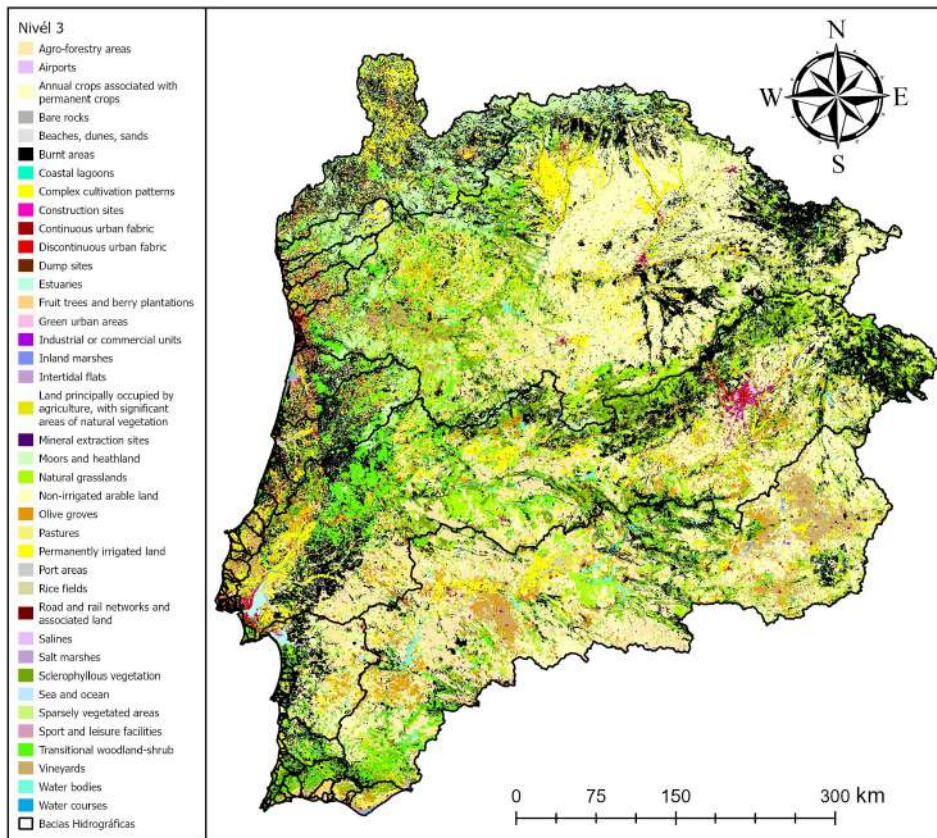 Nivél 3
Agro-forestry areas
Airports
Annual crops associated with
permanent crops
Bare rocks
Beaches, dunes, sands
Burnt areas
Coastal lagoons
Complex cultivation patterns
Construction sites
Continuous urban fabric
Discontinuous urban fabric
Dump sites
Estuaries
Fruit trees and berry plantations
Green urban areas
Industrial or commercial units
Inland marshes
Intertidal flats
Land principally occupied by
agriculture, with significant
areas of natural vegetation
Mineral extraction sites
Moors and heathland
Natural grasslands
Non-irrigated arable land
Olive groves
Pastures
Permanently irrigated land
Port areas
Rice fields
Road and rail networks and
associated land
Salines
Salt marshes
Sclerophyllous vegetation
Sea and ocean
Sparsely vegetated areas
Sport and leisure facilities
Transitional woodland-shrub
Vineyards
Water bodies
Water courses
Bacias Hidrográficas
N
W E
S
0 75 150 300 km